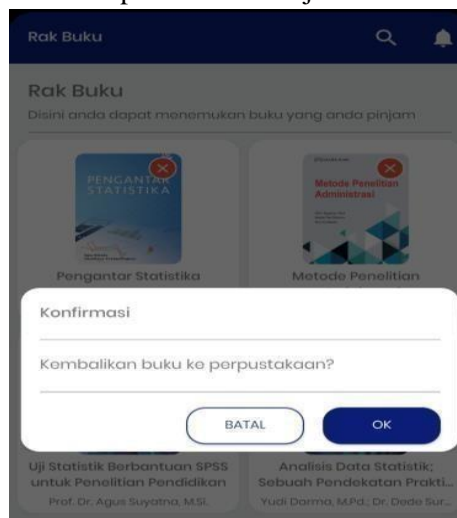 Rak Buku
Rak Buku
Disini anda dapat menemukan buku yang anda pinjam
PENGANTAR
STATISTIKA
Metode Penelitian
Administrasi
Pengantar Statistika
Metode Penelitian
Konfirmasi
Kembalikan buku ke perpustakaan?
BATAL
OK
Uji Statistik Berbantuan SPSS
untuk Penelitian Pendidikan
Prof. Dr. Agus Suyatna, M.Si.
Analisis Data Statistik;
Sebuah Pendekatan Prakti...
Yudi Darma, M.Pd.; Dr. Dede Sur...